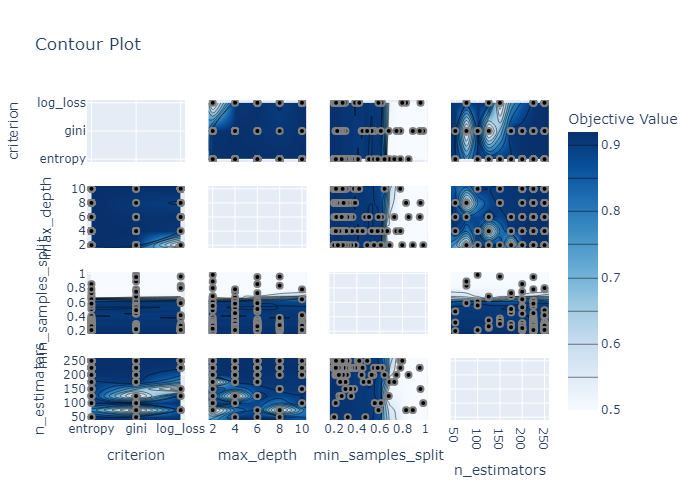 Contour Plot
Objective Value
criterion
log_loss
gini
entropy
max_depth
10
8
6
4
2
min_samples_split
1
0.8
0.6
0.4
0.2
n_estimators
250
200
150
100
50
entropy gini log_loss
2 4 6 8 10
0.2 0.4 0.6 0.8 1
50 100 150 200 250
criterion
max_depth
min_samples_split
n_estimators
0.9
0.8
0.7
0.6
0.5